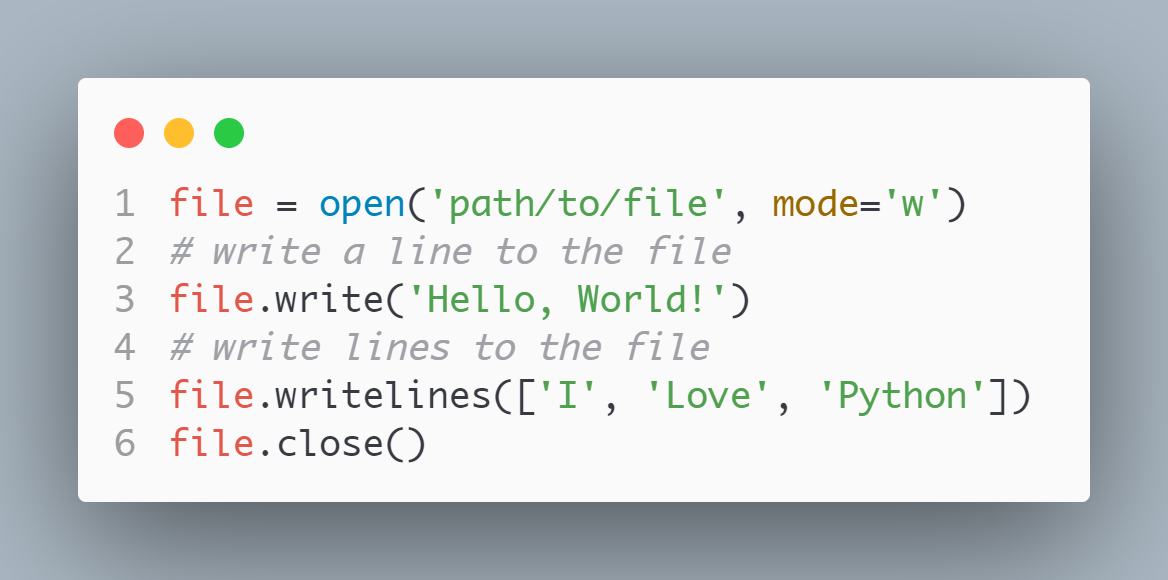 1 file = open('path/to/file', mode='w')
2 # write a line to the file
3 file.write('Hello, World!')
4 # write lines to the file
5 file.writelines(['I', 'Love', 'Python'])
6 file.close()